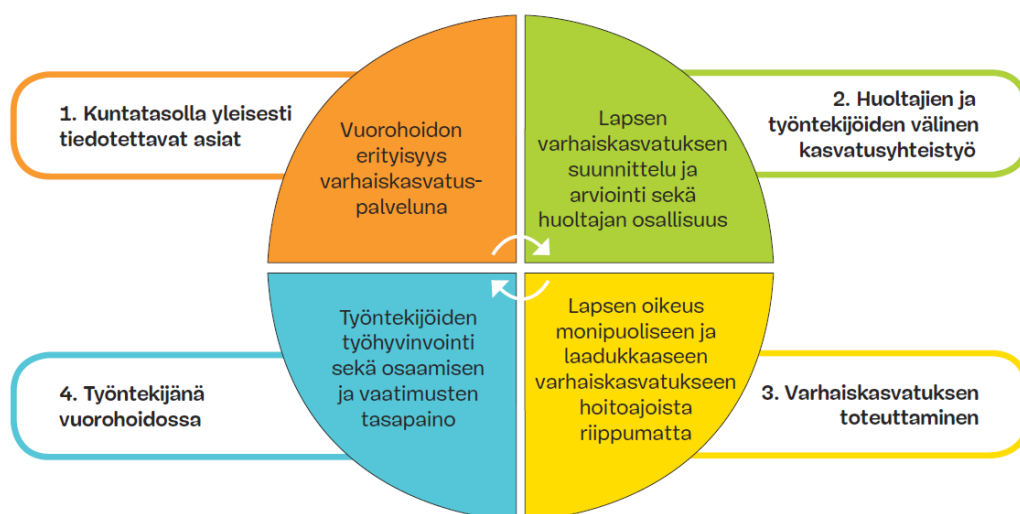 1. Kuntatasolla yleisesti
tiedotettavat asiat
Vuorohoidon
erityisyys
varhaiskasvatus-
palveluna
Lapsen
varhaiskasvatuksen
suunnittelu ja
arviointi sekä
huoltajan osallisuus
2. Huoltajien ja
työntekijöiden välinen
kasvatusyhteistyö
4. Työntekijänä
vuorohoidossa
Työntekijöiden
työhyvinvointi
sekä osaamisen
ja vaatimusten
tasapaino
Lapsen oikeus
monipuoliseen ja
laadukkaaseen
varhaiskasvatukseen
hoitoajoista
riippumatta
3. Varhaiskasvatuksen
toteuttaminen